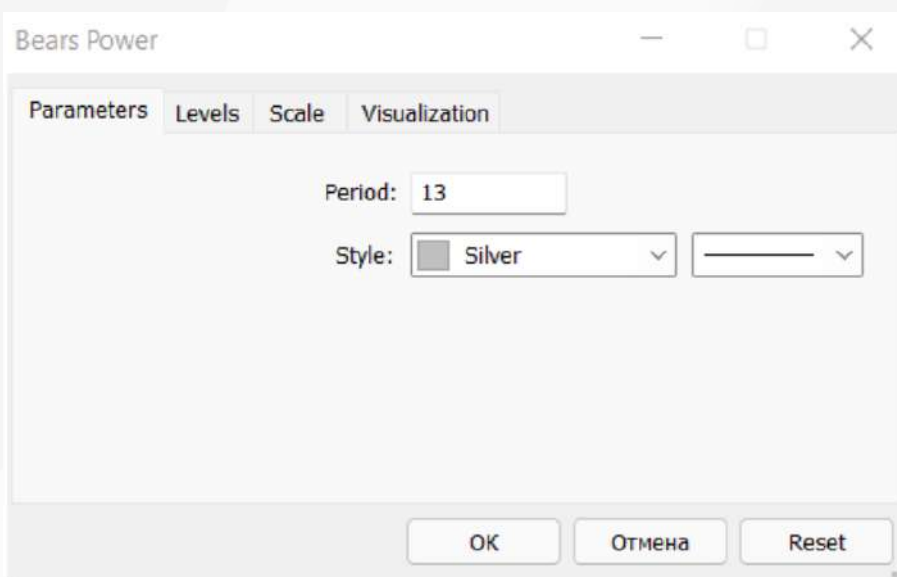 Bears Power
Parameters Levels Scale Visualization
Period: 13
Style: Silver
OK Отмена Reset